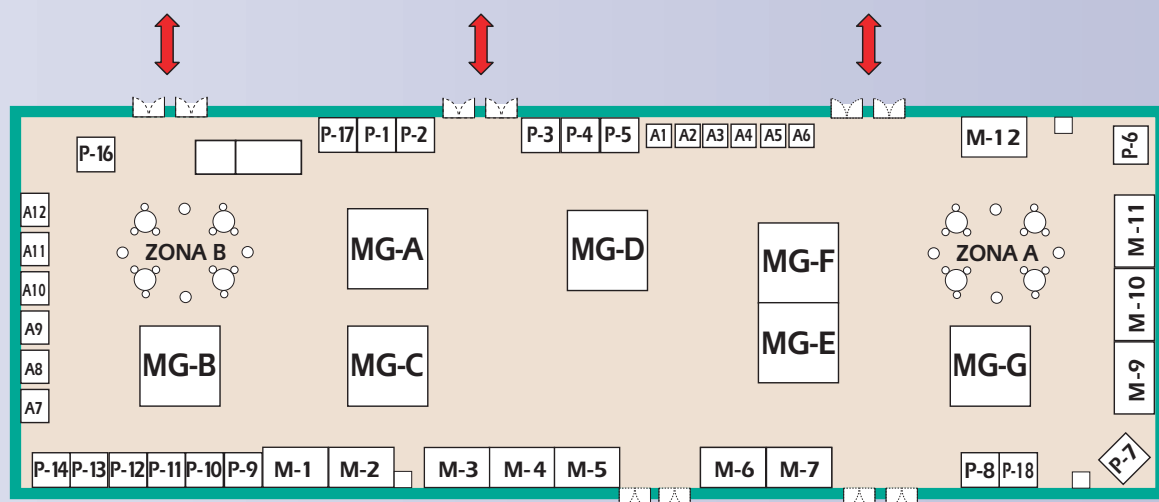 P-17 P-1 P-2 P-3 P-4 P-5 A1 A2 A3 A4 A5 A6 M-12 P-6
P-16
A12
A11
A10
A9
A8
A7
ZONA B
MG-A
MG-D
MG-F
ZONA A
M-11
M-10
M-9
MG-B
MG-C
MG-E
MG-G
P-14 P-13 P-12 P-11 P-10 P-9 M-1 M-2 M-3 M-4 M-5 M-6 M-7 P-8 P-18 P-7